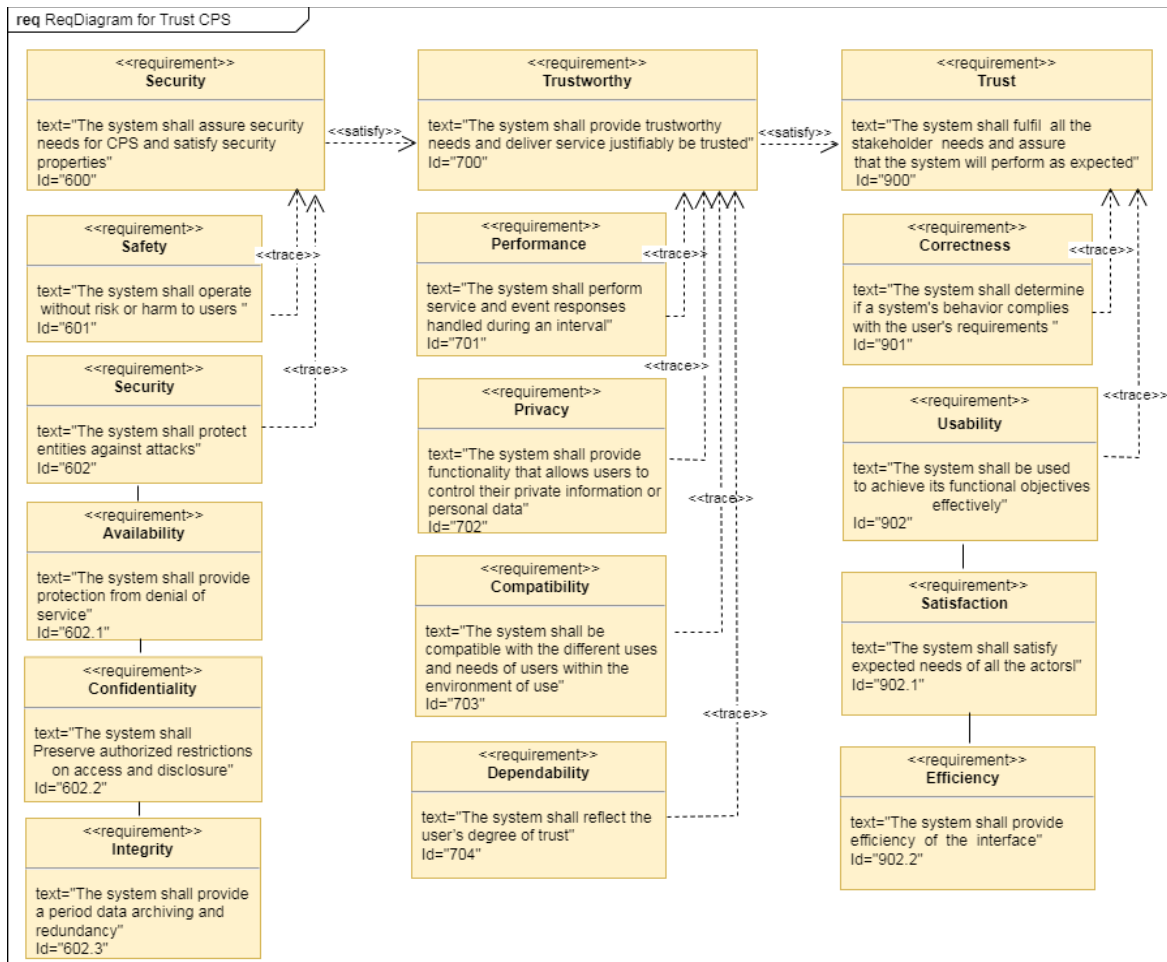 req ReqDiagram for Trust CPS
<<requirement>>
Security
text="The system shall assure security
needs for CPS and satisfy security
properties"
Id="600"
<<satisfy>>
<<requirement>>
Trustworthy
text="The system shall provide trustworthy
needs and deliver service justifiably be trusted"
Id="700"
<<satisfy>>
<<requirement>>
Trust
text="The system shall fulfil all the
stakeholder needs and assure
that the system will perform as expected"
Id="900"
<<requirement>>
Safety
text="The system shall operate
without risk or harm to users "
Id="601"
<<trace>>
<<requirement>>
Security
text="The system shall protect
entities against attacks"
Id="602"
<<trace>>
<<requirement>>
Availability
text="The system shall provide
protection from denial of
service"
Id="602.1"
<<requirement>>
Confidentiality
text="The system shall
Preserve authorized restrictions
on access and disclosure"
Id="602.2"
<<requirement>>
Integrity
text="The system shall provide
a period data archiving and
redundancy"
Id="602.3"
<<requirement>>
Performance
text="The system shall perform
service and event responses
handled during an interval"
Id="701"
<<trace>>
<<requirement>>
Privacy
text="The system shall provide
functionality that allows users to
control their private information or
personal data"
Id="702"
<<trace>>
<<requirement>>
Compatibility
text="The system shall be
compatible with the different uses
and needs of users within the
environment of use"
Id="703"
<<trace>>
<<requirement>>
Dependability
text="The system shall reflect the
user's degree of trust"
Id="704"
<<trace>>
<<requirement>>
Correctness
text="The system shall determine
if a system's behavior complies
with the user's requirements "
Id="901"
<<trace>>
<<requirement>>
Usability
text="The system shall be used
to achieve its functional objectives
effectively"
Id="902"
<<trace>>
<<requirement>>
Satisfaction
text="The system shall satisfy
expected needs of all the actorsl"
Id="902.1"
<<requirement>>
Efficiency
text="The system shall provide
efficiency of the interface"
Id="902.2"